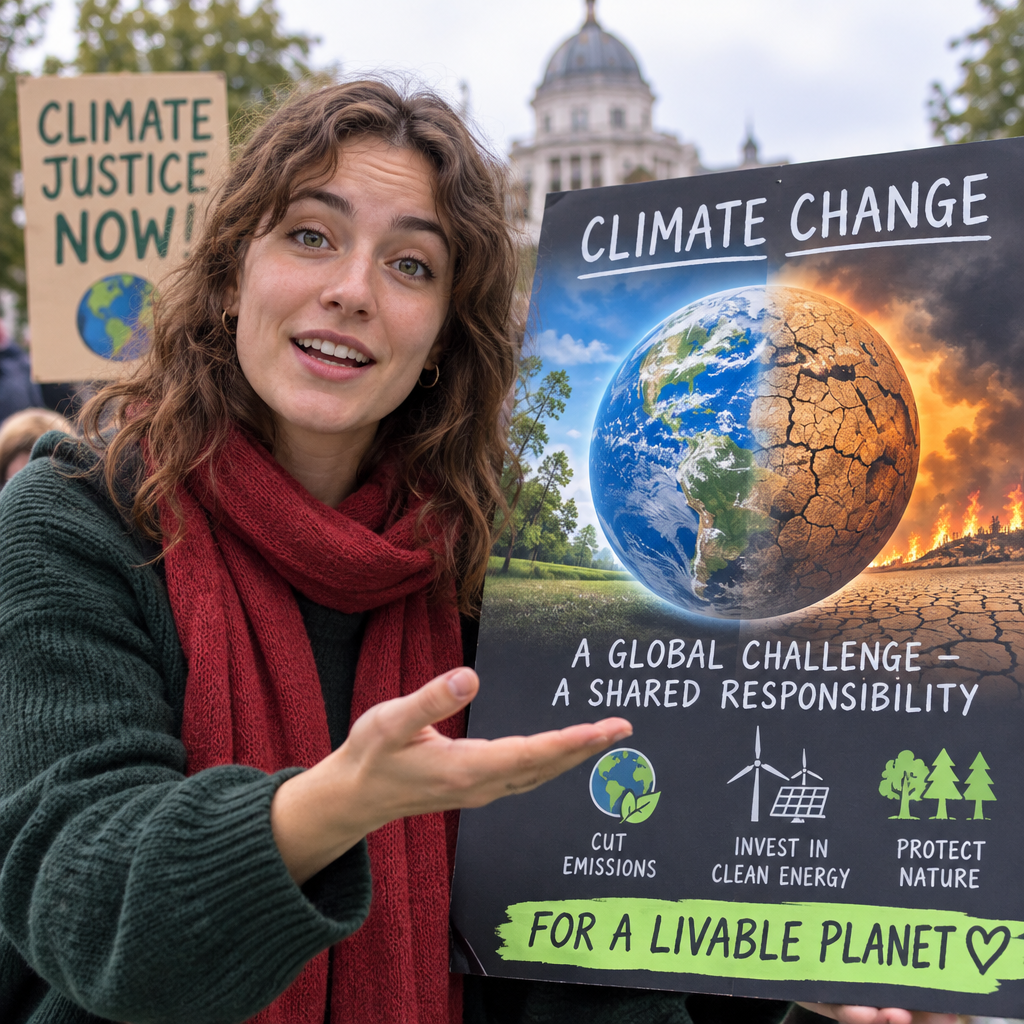 CLIMATE
JUSTICE
NOW!
CLIMATE CHANGE
A GLOBAL CHALLENGE –
A SHARED RESPONSIBILITY
CUT
EMISSIONS
INVEST IN
CLEAN ENERGY
PROTECT
NATURE
FOR A LIVABLE PLANET